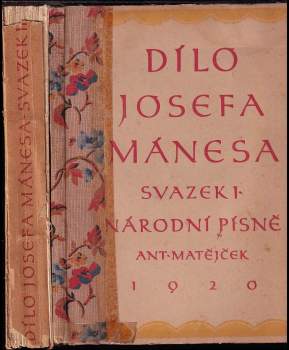 DÍLO JOSEFA MÁNESA·SVAZEK I.
DÍLO
JOSEFA
MÁNESA
SVAZEK I·
NÁRODNÍ PÍSNĚ
ANT·MATĚJČEK
1920